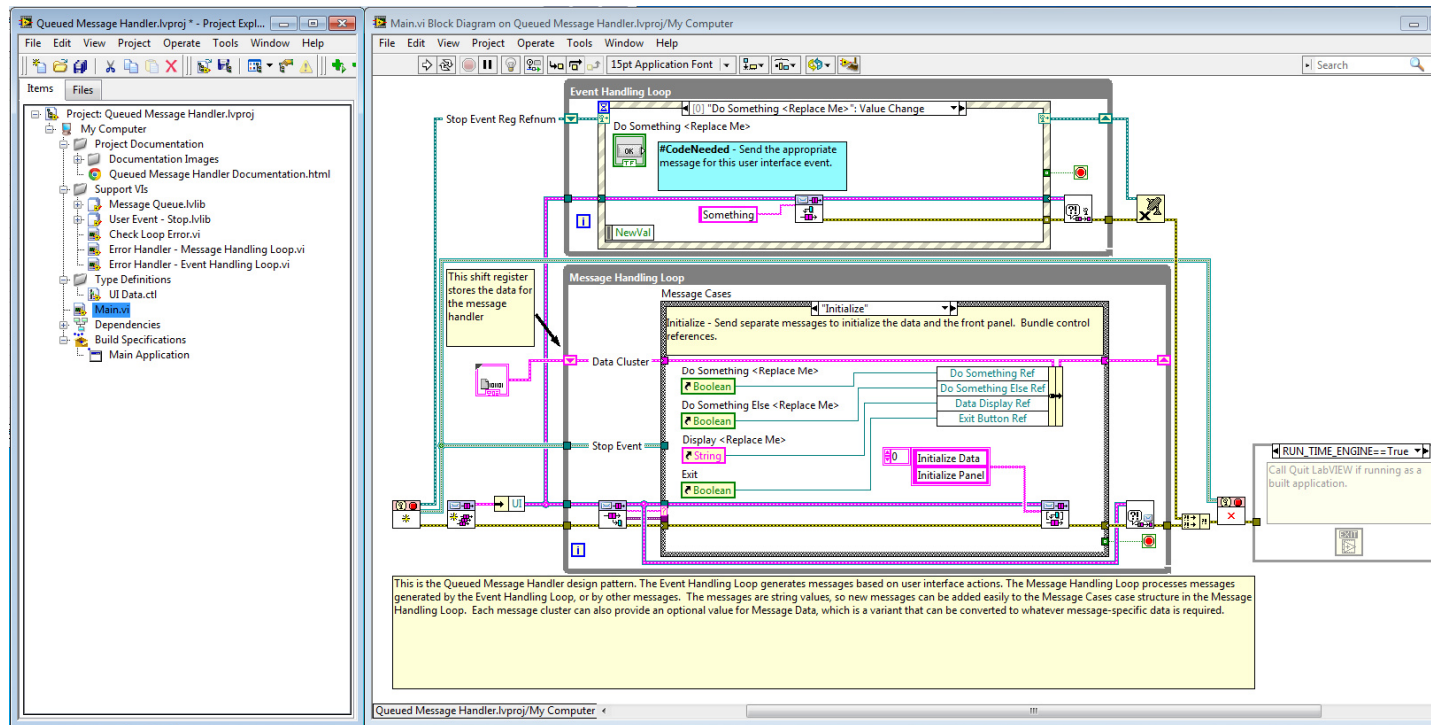 Queued Message Handler.lvproj * - Project Expl...
File Edit View Project Operate Tools Window Help
Items Files
Project: Queued Message Handler.lvproj
My Computer
Project Documentation
Documentation Images
Queued Message Handler Documentation.html
Support VIs
Message Queue.lvlib
User Event - Stop.lvlib
Check Loop Error.vi
Error Handler - Message Handling Loop.vi
Error Handler - Event Handling Loop.vi
Type Definitions
UI Data.ctl
Main.vi
Dependencies
Build Specifications
Main Application
Main.vi Block Diagram on Queued Message Handler.lvproj/My Computer
File Edit View Project Operate Tools Window Help
15pt Application Font
Search
Event Handling Loop
[0] "Do Something <Replace Me>": Value Change
Stop Event Reg Refnum
Do Something <Replace Me>
OK
TF
#CodeNeeded - Send the appropriate
message for this user interface event.
Something
i
NewVal
This shift register
stores the data for
the message
handler
Message Handling Loop
Message Cases
"Initialize"
Initialize - Send separate messages to initialize the data and the front panel. Bundle control
references.
Data Cluster
Do Something <Replace Me>
Boolean
Do Something Else <Replace Me>
Boolean
Display <Replace Me>
String
Exit
Boolean
Do Something Ref
Do Something Else Ref
Data Display Ref
Exit Button Ref
Stop Event
0
Initialize Data
Initialize Panel
UI
i
RUN_TIME_ENGINE==True
Call Quit LabVIEW if running as a
built application.
EXIT
This is the Queued Message Handler design pattern. The Event Handling Loop generates messages based on user interface actions. The Message Handling Loop processes messages
generated by the Event Handling Loop, or by other messages. The messages are string values, so new messages can be added easily to the Message Cases case structure in the Message
Handling Loop. Each message cluster can also provide an optional value for Message Data, which is a variant that can be converted to whatever message-specific data is required.
Queued Message Handler.lvproj/My Computer